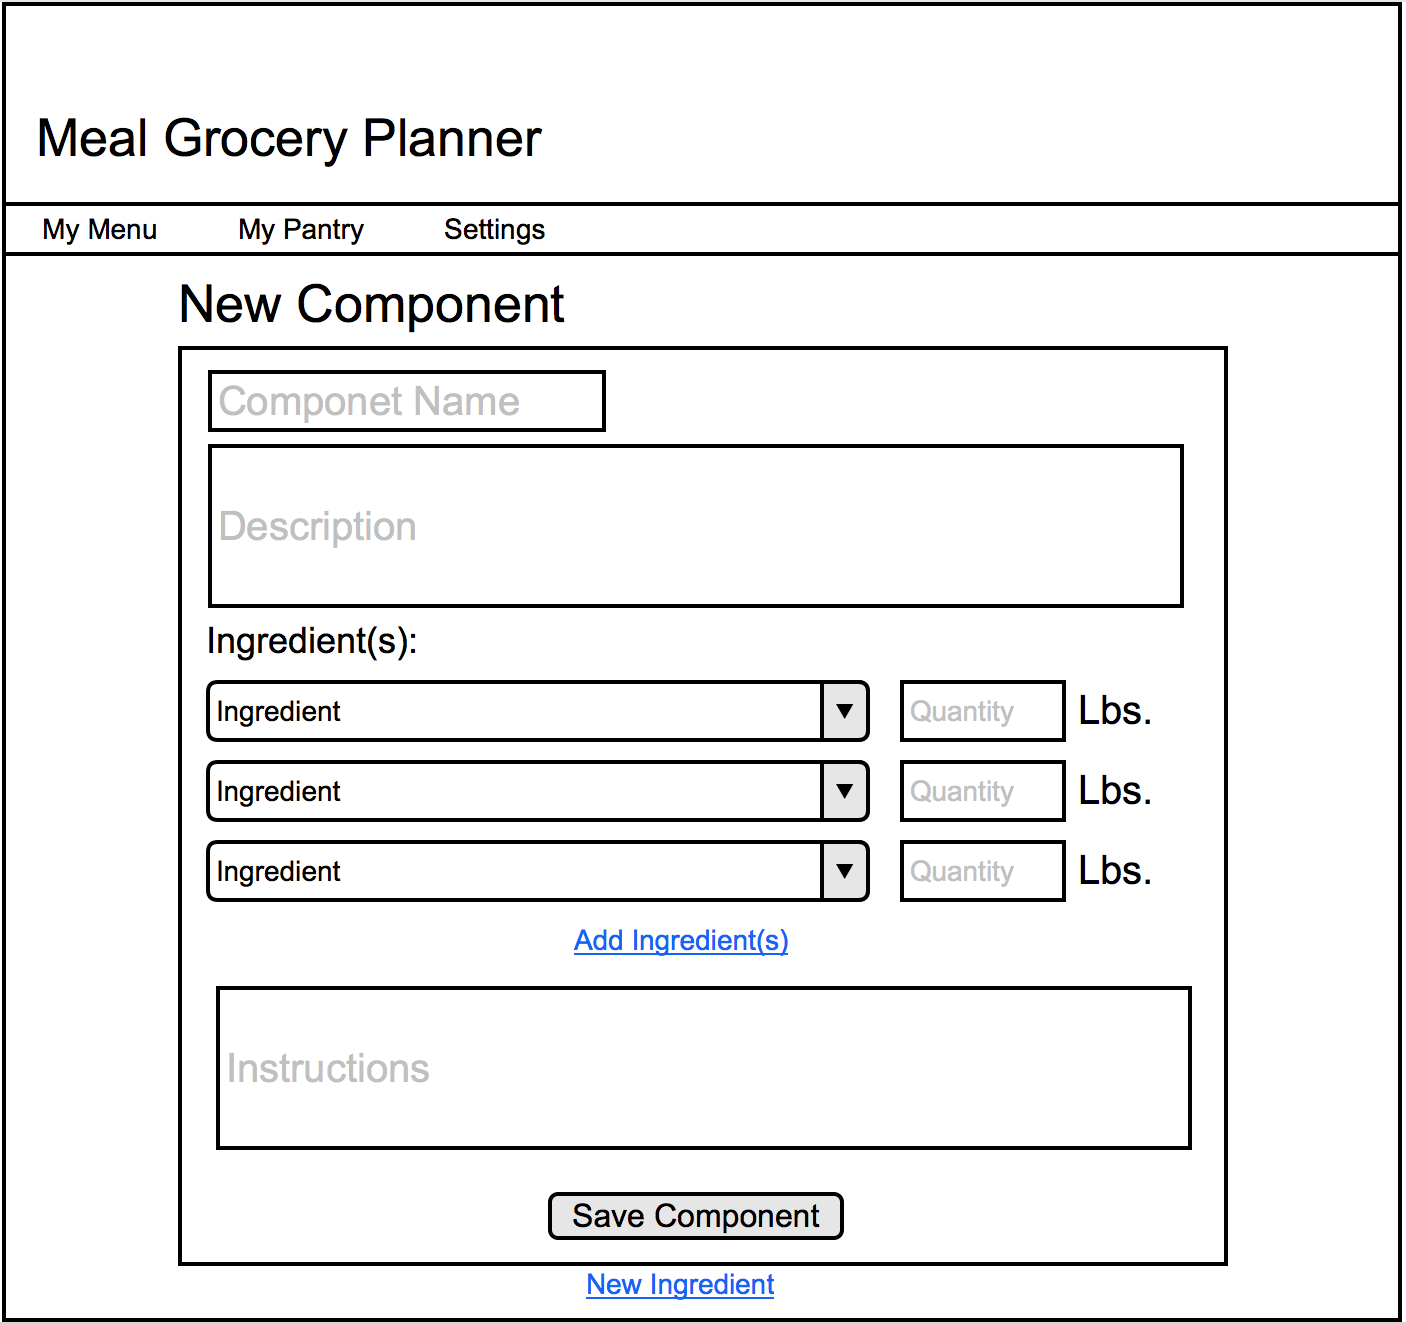 Meal Grocery Planner
My Menu My Pantry Settings
New Component
Componet Name
Description
Ingredient(s):
Ingredient Quantity Lbs.
Ingredient Quantity Lbs.
Ingredient Quantity Lbs.
Add Ingredient(s)
Instructions
Save Component
New Ingredient